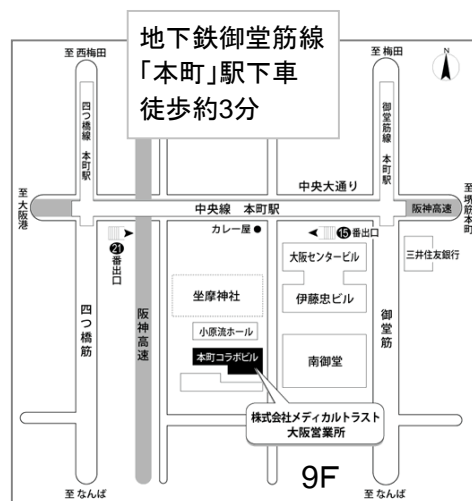 地下鉄御堂筋線
「本町」駅下車
徒歩約3分
至 西梅田
至 梅田
N
四つ橋線 本町駅
御堂筋線 本町駅
中央大通り
至 大阪港
中央線 本町駅
阪神高速
至 堺筋本町
カレー屋
21番出口
15番出口
大阪センタービル
三井住友銀行
坐摩神社
伊藤忠ビル
小原流ホール
四つ橋筋
阪神高速
本町コラボビル
南御堂
御堂筋
株式会社メディカルトラスト
大阪営業所
9F
至 なんば
至 なんば